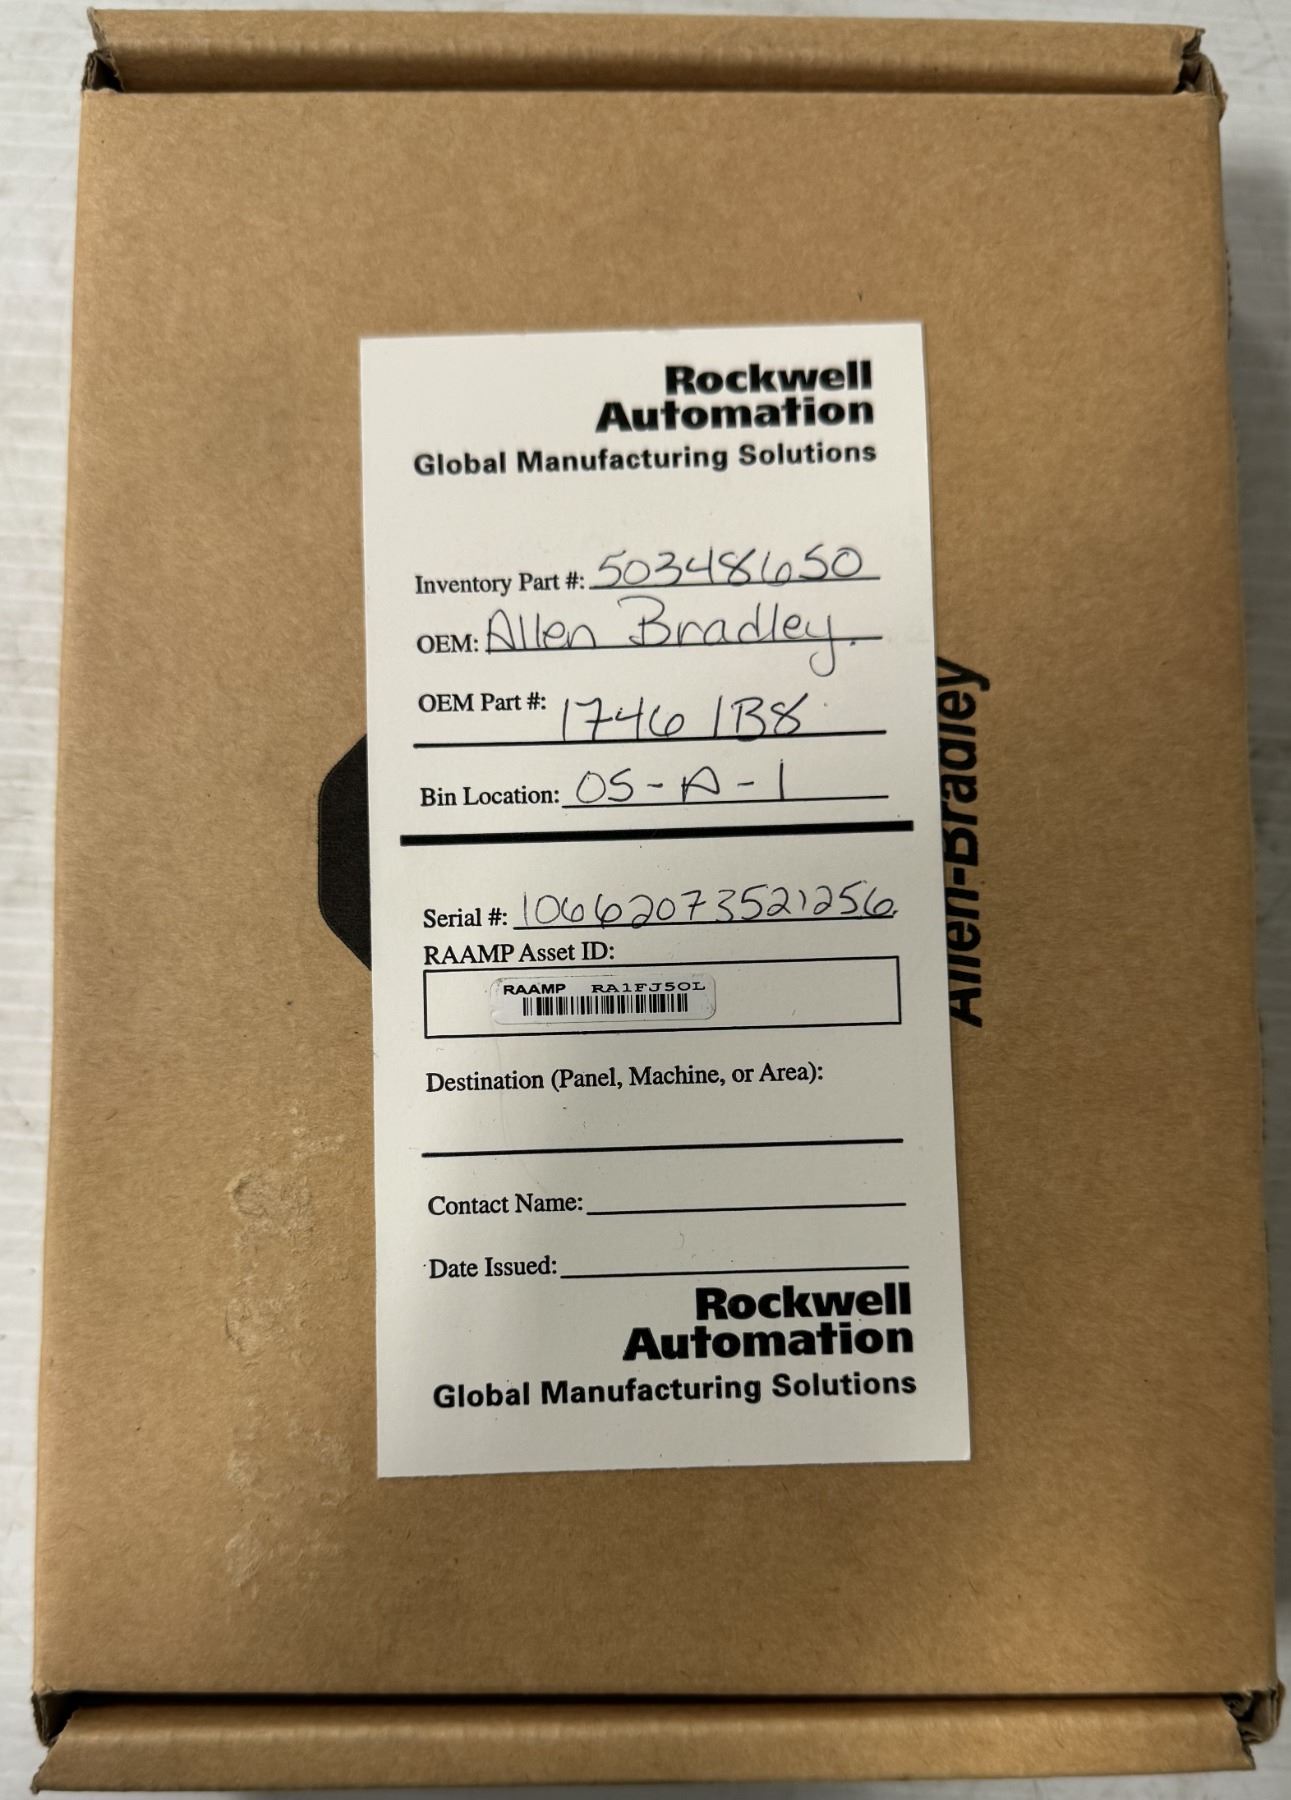 Rockwell
Automation
Global Manufacturing Solutions
Inventory Part #: 50348650
OEM: Allen Bradley.
OEM Part #: 1746 IB8
Bin Location: OS-A-1
Serial #: 10662073521256.
RAAMP Asset ID:
RAAMP RA1FJ5OL
Destination (Panel, Machine, or Area):
Contact Name:
Date Issued:
Rockwell
Automation
Global Manufacturing Solutions
Allen-Bradley